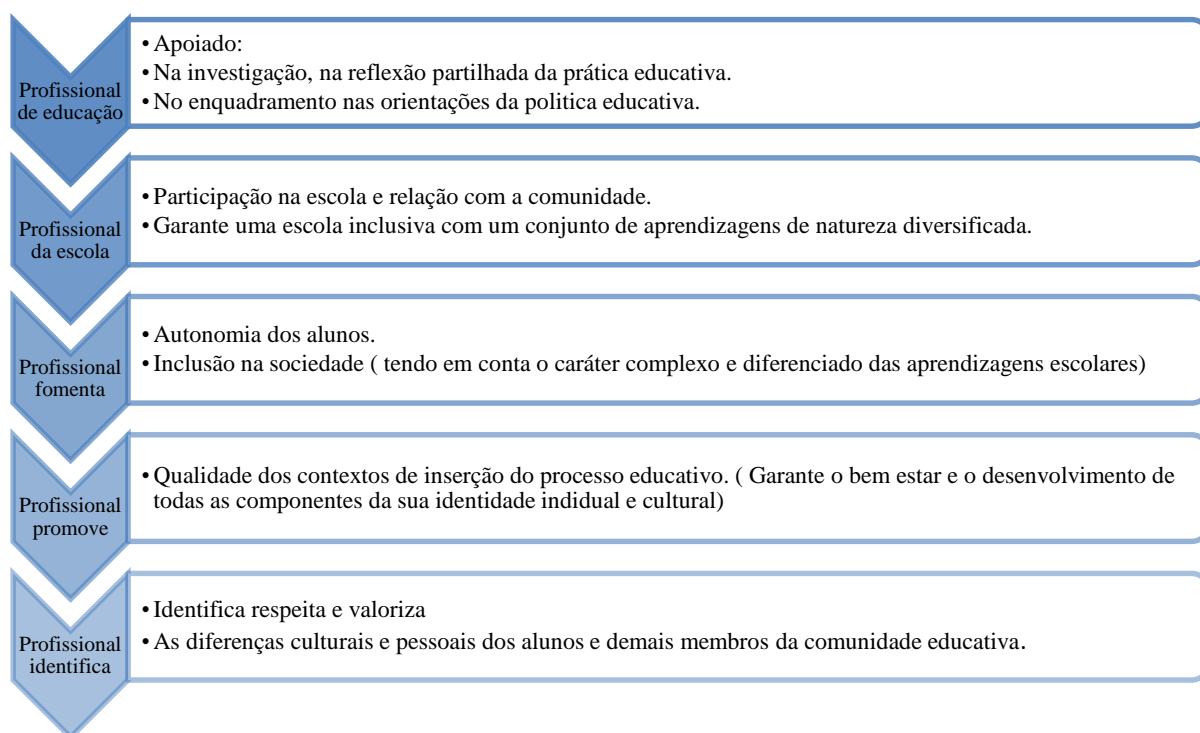 Profissional
de educação
• Apoiado:
• Na investigação, na reflexão partilhada da prática educativa.
• No enquadramento nas orientações da politica educativa.
Profissional
da escola
• Participação na escola e relação com a comunidade.
• Garante uma escola inclusiva com um conjunto de aprendizagens de natureza diversificada.
Profissional
fomenta
• Autonomia dos alunos.
• Inclusão na sociedade ( tendo em conta o caráter complexo e diferenciado das aprendizagens escolares)
Profissional
promove
• Qualidade dos contextos de inserção do processo educativo. ( Garante o bem estar e o desenvolvimento de
todas as componentes da sua identidade indidual e cultural)
Profissional
identifica
• Identifica respeita e valoriza
• As diferenças culturais e pessoais dos alunos e demais membros da comunidade educativa.